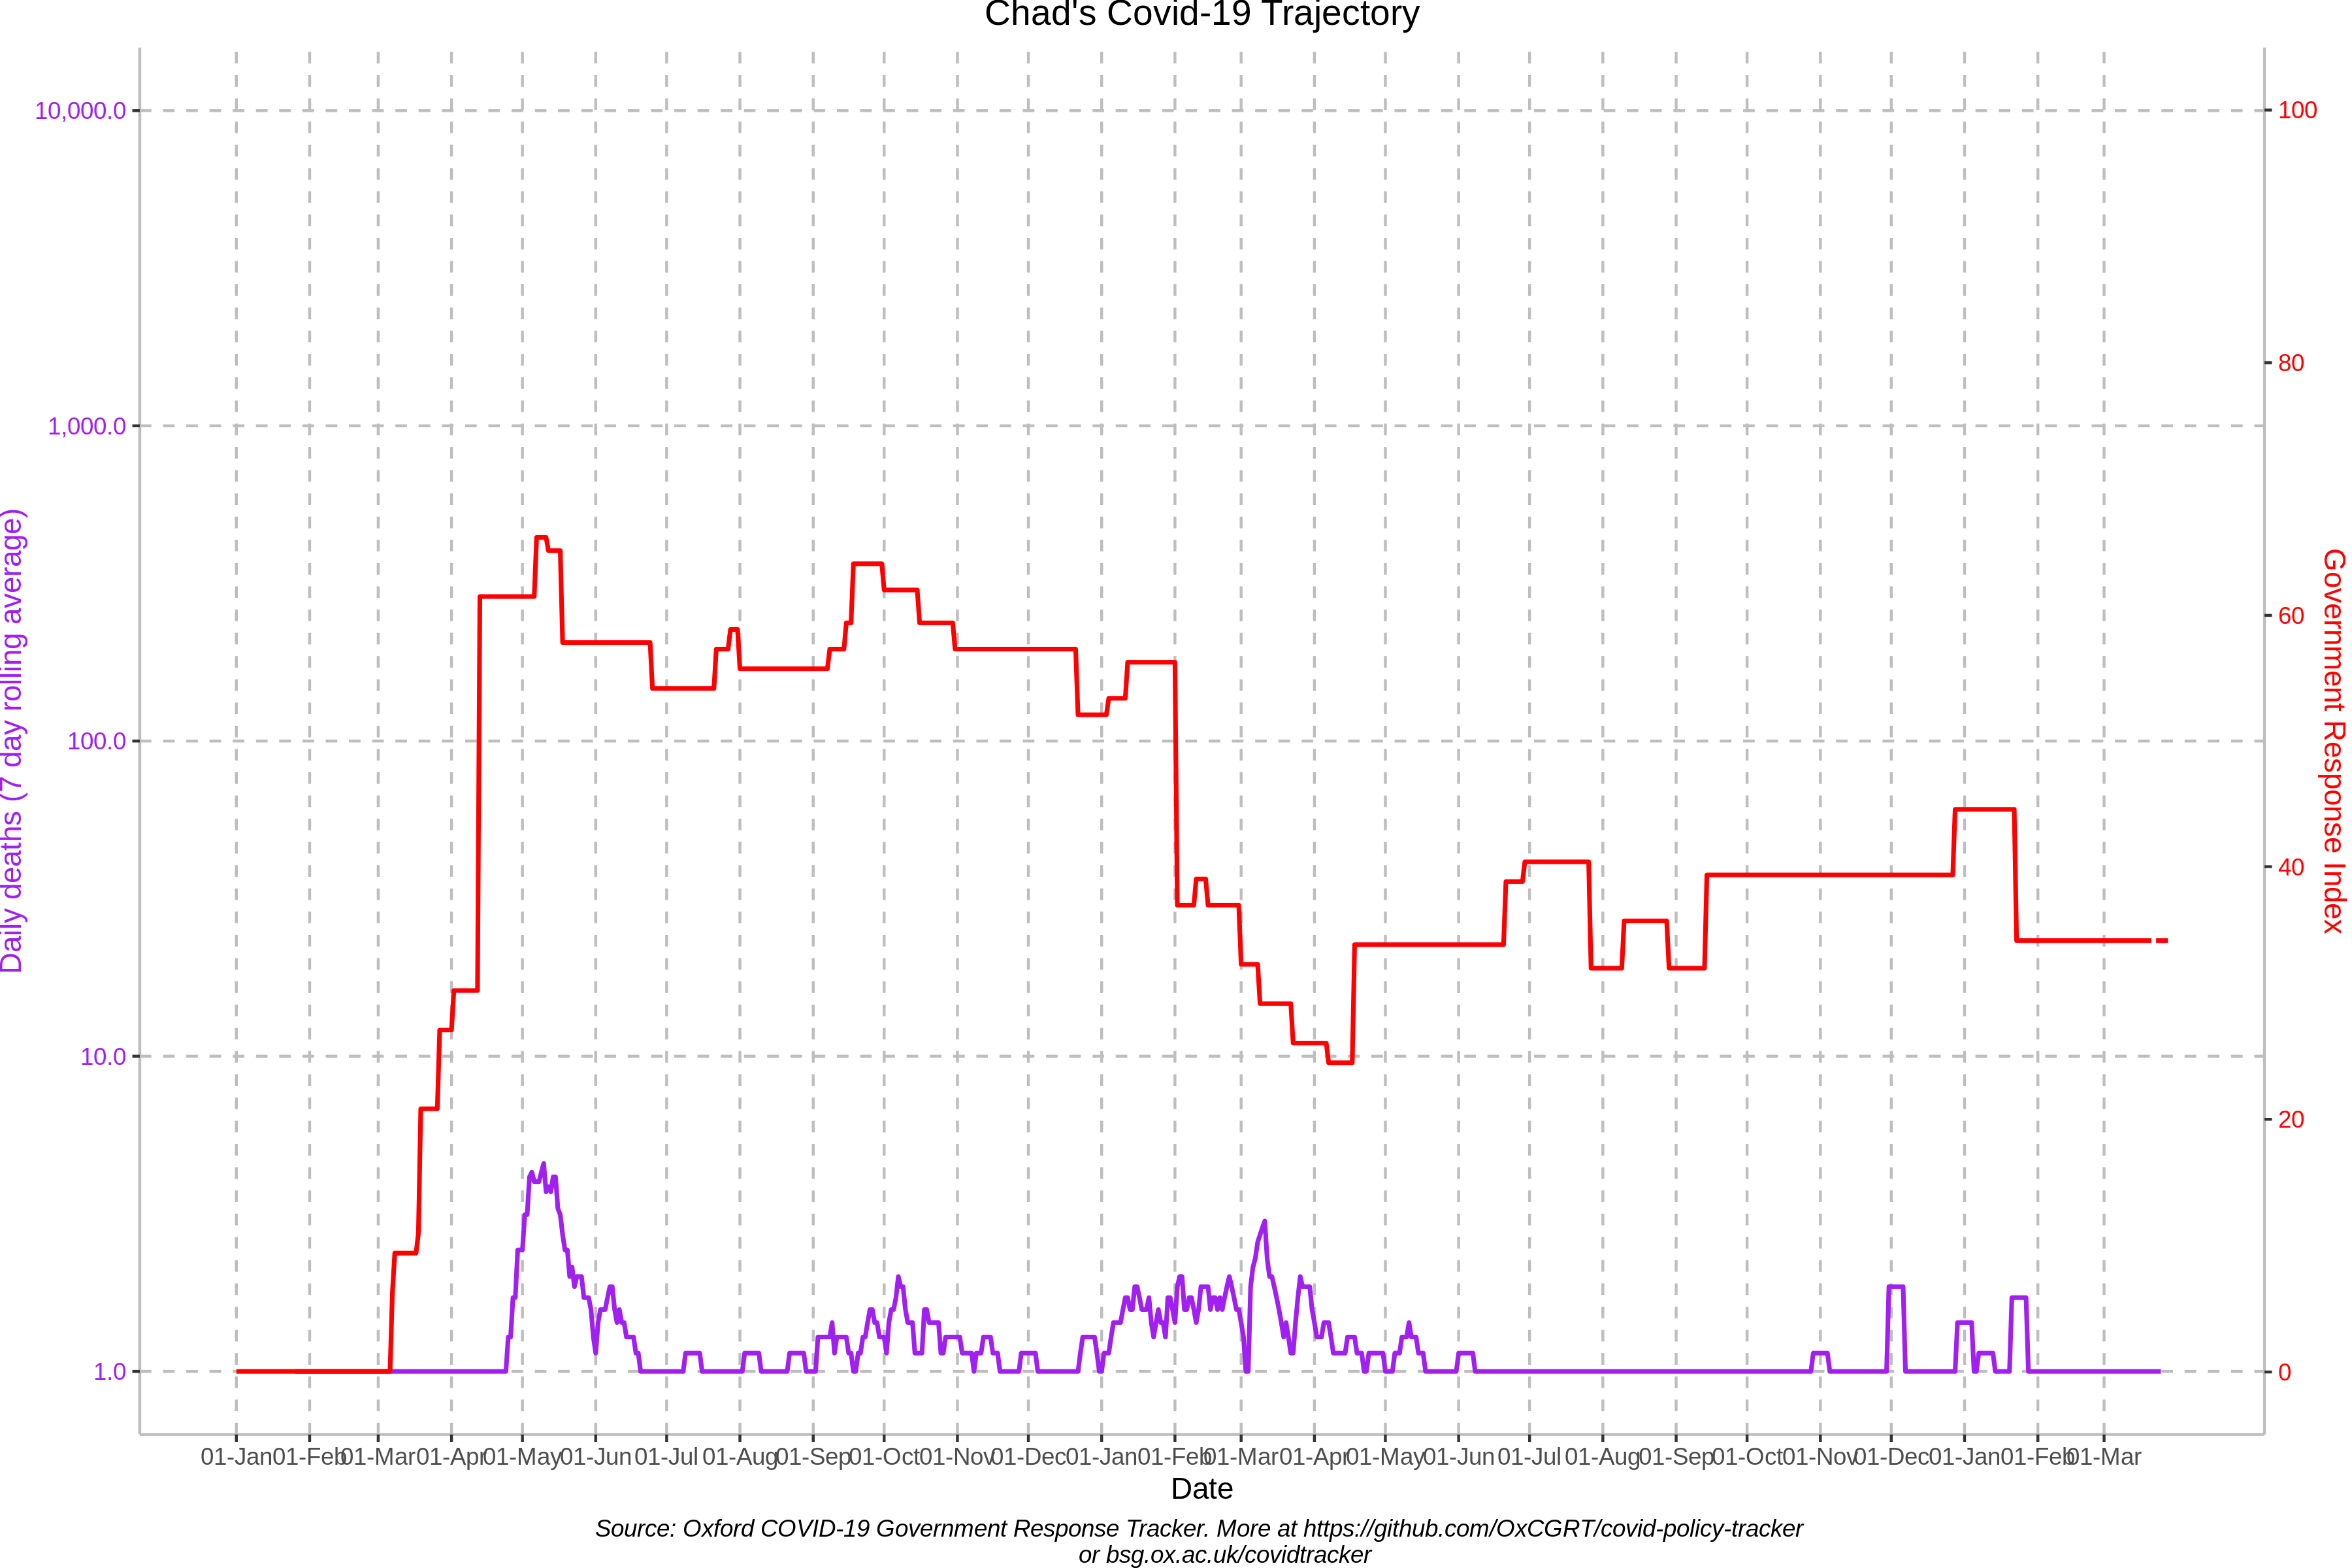 Chad's Covid-19 Trajectory
10,000.0
1,000.0
100.0
10.0
1.0
Daily deaths (7 day rolling average)
100
80
60
40
20
0
Government Response Index
01-Jan 01-Feb 01-Mar 01-Apr 01-May 01-Jun 01-Jul 01-Aug 01-Sep 01-Oct 01-Nov 01-Dec 01-Jan 01-Feb 01-Mar 01-Apr 01-May 01-Jun 01-Jul 01-Aug 01-Sep 01-Oct 01-Nov 01-Dec 01-Jan 01-Feb 01-Mar
Date
Source: Oxford COVID-19 Government Response Tracker. More at https://github.com/OxCGRT/covid-policy-tracker
or bsg.ox.ac.uk/covidtracker